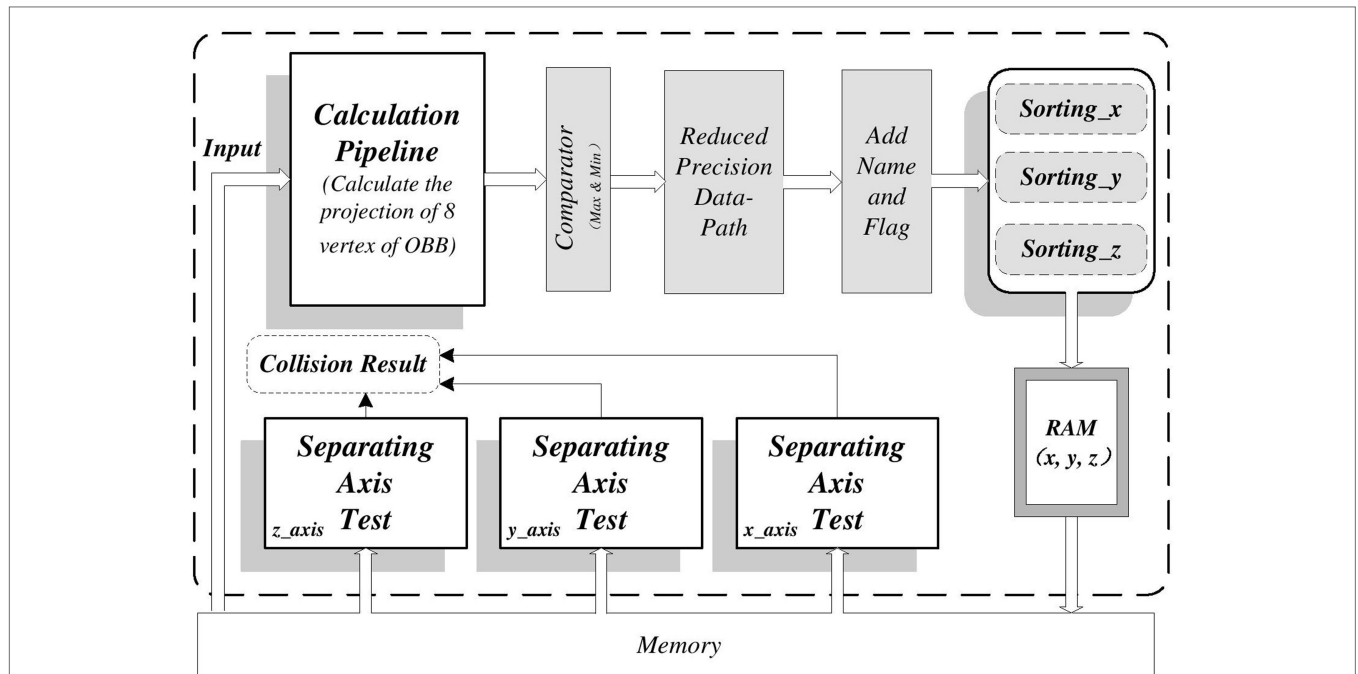 Input
Calculation
Pipeline
(Calculate the
projection of 8
vertex of OBB)
Comparator
(Max & Min)
Reduced
Precision
Data-
Path
Add
Name
and
Flag
Sorting_x
Sorting_y
Sorting_z
Collision Result
RAM
(x, y, z)
Separating
Axis
Test
z_axis
Separating
Axis
Test
y_axis
Separating
Axis
Test
x_axis
Memory